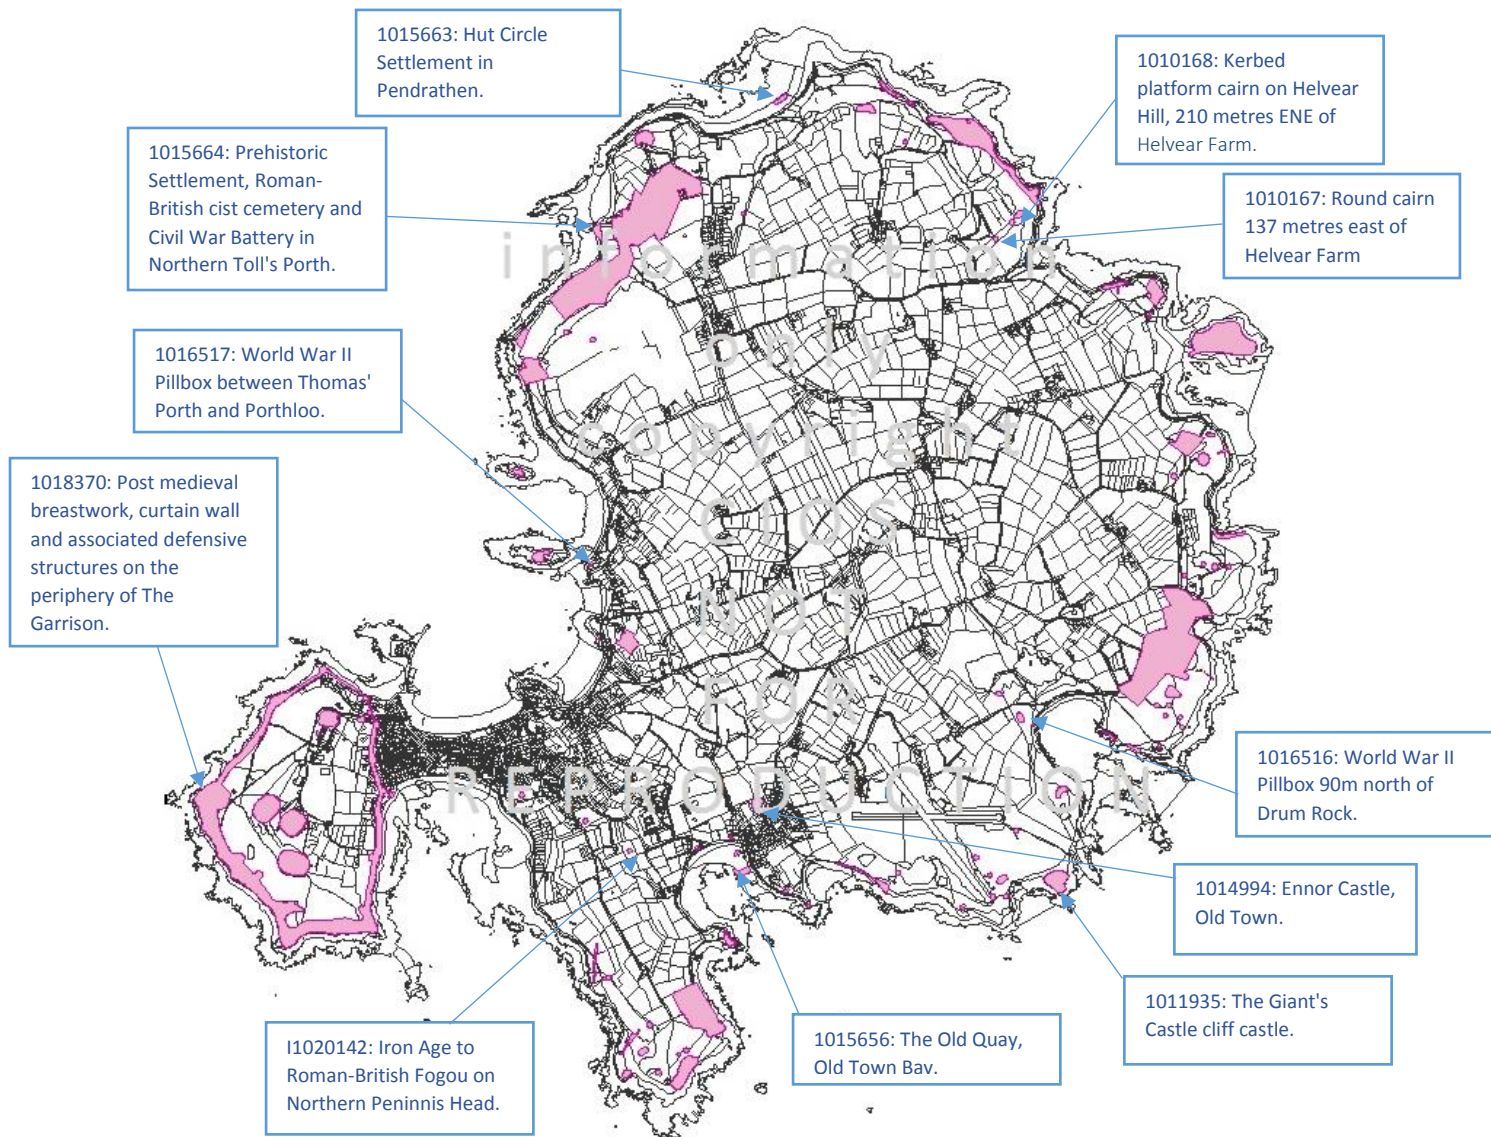 1015663: Hut Circle
Settlement in
Pendrathen.
1010168: Kerbed
platform cairn on Helvear
Hill, 210 metres ENE of
Helvear Farm.
1015664: Prehistoric
Settlement, Roman-
British cist cemetery and
Civil War Battery in
Northern Toll's Porth.
1010167: Round cairn
137 metres east of
Helvear Farm
1016517: World War II
Pillbox between Thomas'
Porth and Porthloo.
1018370: Post medieval
breastwork, curtain wall
and associated defensive
structures on the
periphery of The
Garrison.
information
only
copyright
CIOS
NOT
FOR
REPRODUCTION
1016516: World War II
Pillbox 90m north of
Drum Rock.
1014994: Ennor Castle,
Old Town.
1011935: The Giant's
Castle cliff castle.
1015656: The Old Quay,
Old Town Bay.
I1020142: Iron Age to
Roman-British Fogou on
Northern Peninnis Head.